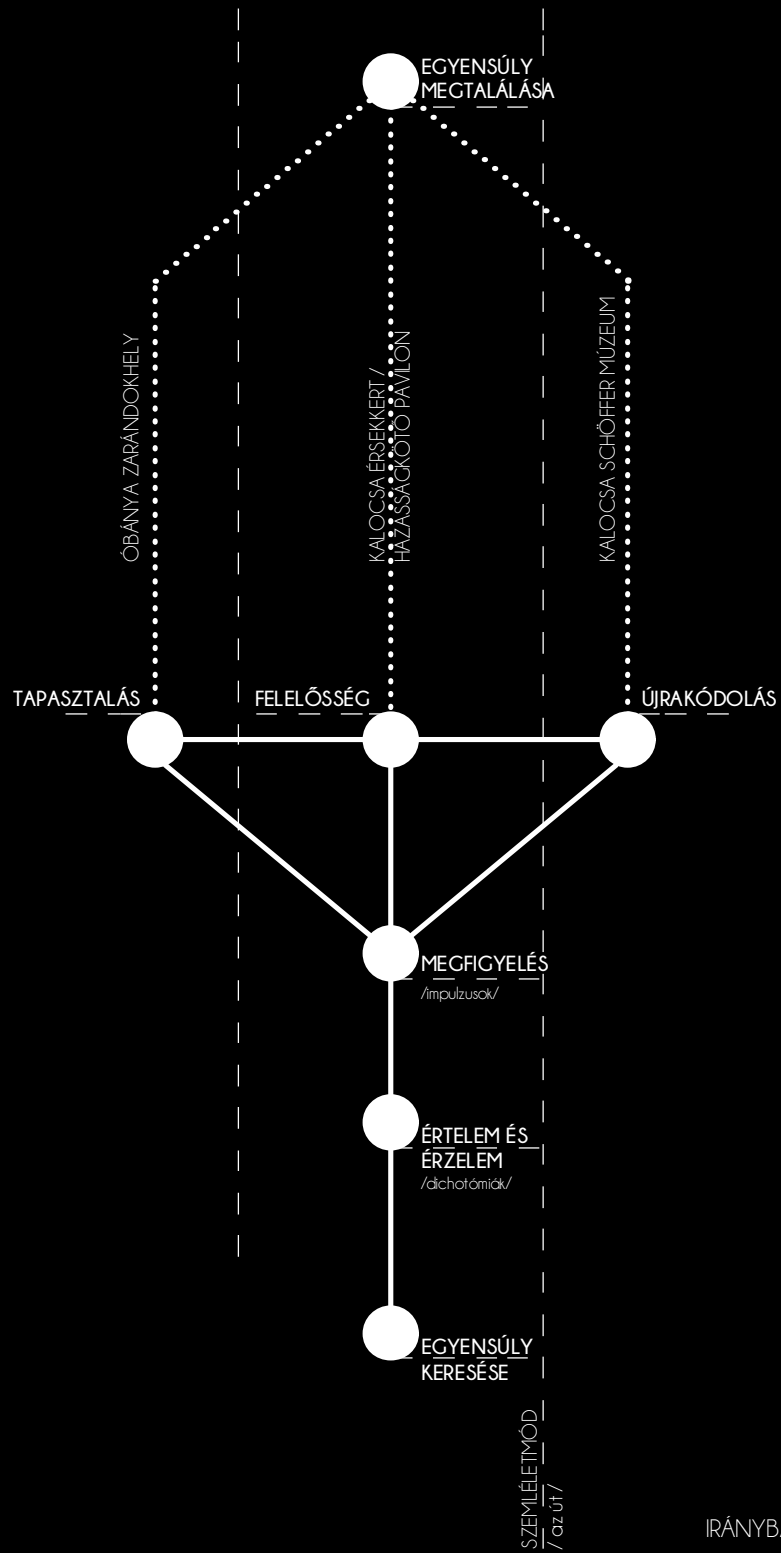 EGYENSÚLY
MEGTALÁLÁSA
ÓBÁNYA ZARÁNDOKHELY
KALOCSA ÉRSEKKERT /
HÁZASSÁGKÖTŐ PAVILON
KALOCSA SCHÖFFER MÚZEUM
TAPASZTALÁS
FELELŐSSÉG
ÚJRAKÓDOLÁS
MEGFIGYELÉS
/impulzusok/
ÉRTELEM ÉS
ÉRZELEM
/dichotómiák/
EGYENSÚLY
KERESÉSE
SZEMLÉLETMÓD
/ az út /